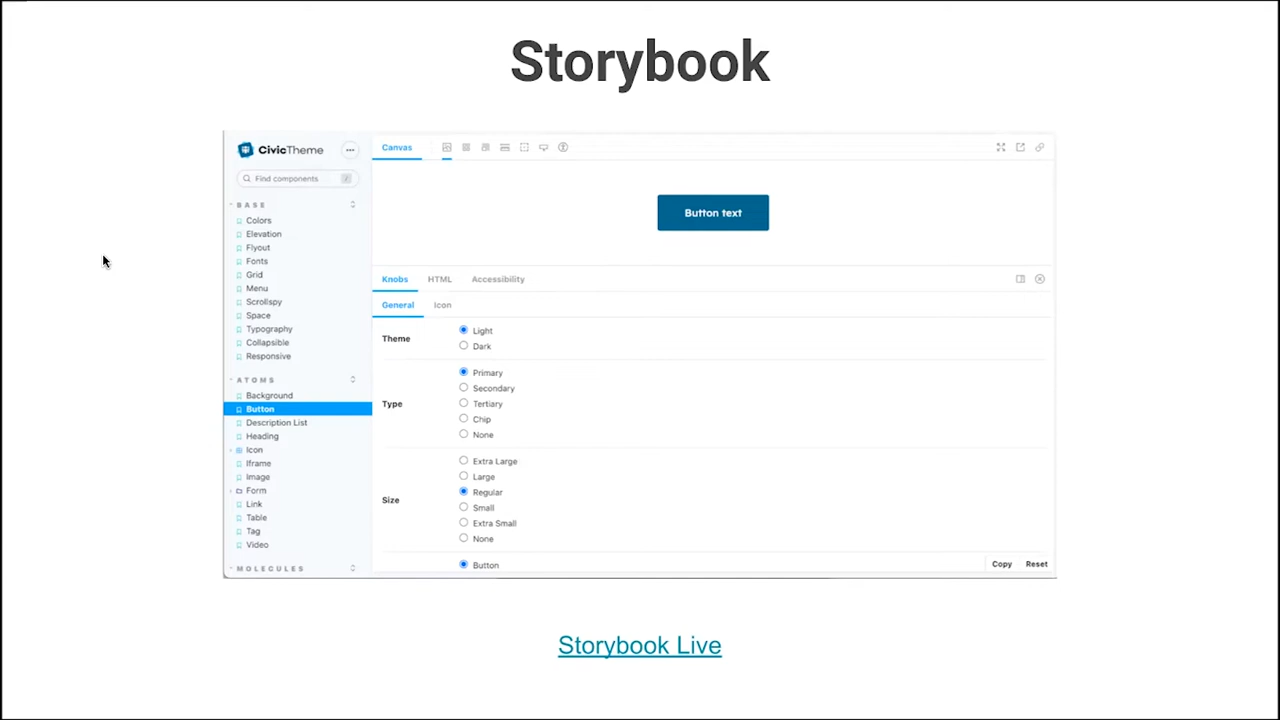 Storybook
CivicTheme
Find components
/
BASE
Colors
Elevation
Flyout
Fonts
Grid
Menu
Scrollspy
Space
Typography
Collapsible
Responsive
ATOMS
Background
Button
Description List
Heading
Icon
Iframe
Image
Form
Link
Table
Tag
Video
MOLECULES
Canvas
Button text
Knobs HTML Accessibility
General Icon
Theme
Light
Dark
Type
Primary
Secondary
Tertiary
Chip
None
Size
Extra Large
Large
Regular
Small
Extra Small
None
Button
Copy Reset
Storybook Live